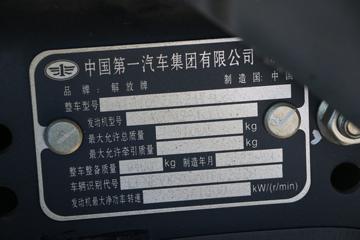 中国第一汽车集团有限公司
品牌：解放牌 制造国：中国
整车型号
发动机型号
最大允许总质量 kg
最大允许牵引质量 kg
整车整备质量 kg 制造年月
车辆识别代号
发动机最大净功率转速 kW/(r/min)